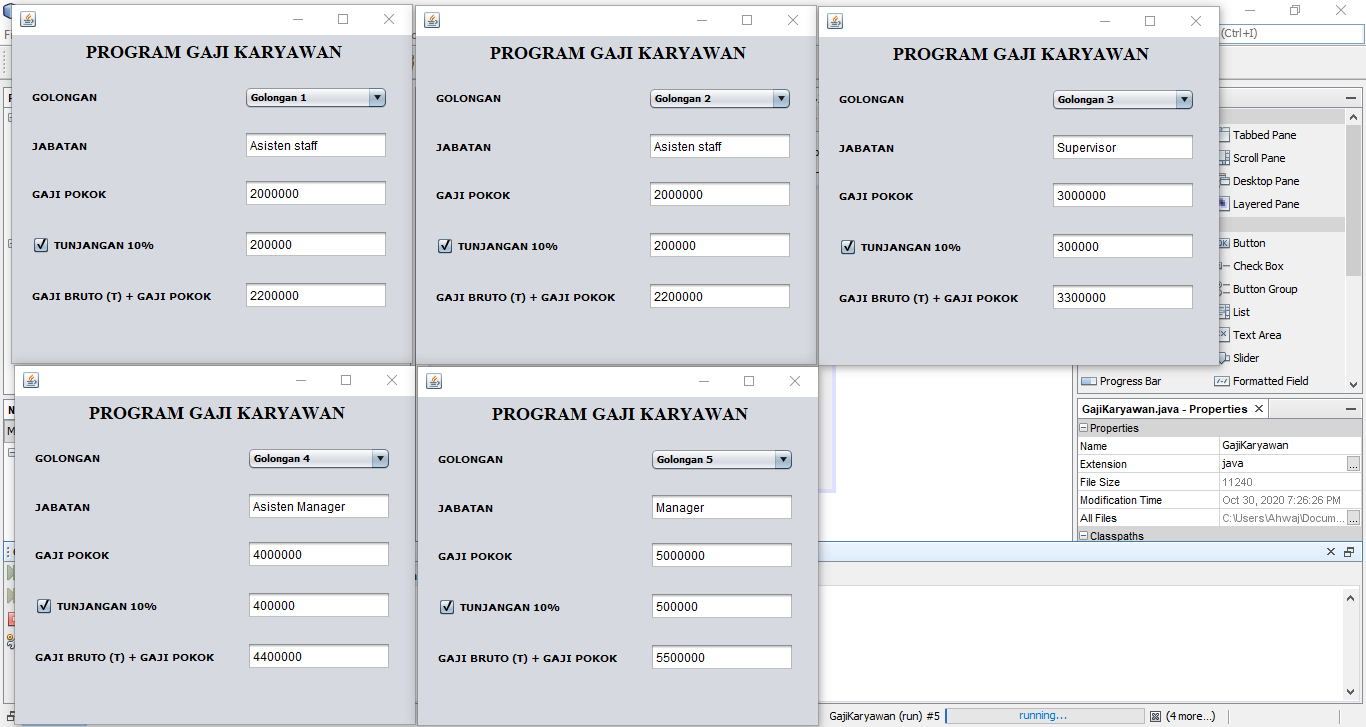 PROGRAM GAJI KARYAWAN
GOLONGAN
Golongan 1
JABATAN
Asisten staff
GAJI POKOK
2000000
TUNJANGAN 10%
200000
GAJI BRUTO (T) + GAJI POKOK
2200000
PROGRAM GAJI KARYAWAN
GOLONGAN
Golongan 2
JABATAN
Asisten staff
GAJI POKOK
2000000
TUNJANGAN 10%
200000
GAJI BRUTO (T) + GAJI POKOK
2200000
PROGRAM GAJI KARYAWAN
GOLONGAN
Golongan 3
JABATAN
Supervisor
GAJI POKOK
3000000
TUNJANGAN 10%
300000
GAJI BRUTO (T) + GAJI POKOK
3300000
PROGRAM GAJI KARYAWAN
GOLONGAN
Golongan 4
JABATAN
Asisten Manager
GAJI POKOK
4000000
TUNJANGAN 10%
400000
GAJI BRUTO (T) + GAJI POKOK
4400000
PROGRAM GAJI KARYAWAN
GOLONGAN
Golongan 5
JABATAN
Manager
GAJI POKOK
5000000
TUNJANGAN 10%
500000
GAJI BRUTO (T) + GAJI POKOK
5500000
(Ctrl+I)
Tabbed Pane
Scroll Pane
Desktop Pane
Layered Pane
OK Button
Check Box
Button Group
List
Text Area
Slider
Progress Bar
Formatted Field
GajiKaryawan.java - Properties
Properties
Name GajiKaryawan
Extension java
File Size 11240
Modification Time Oct 30, 2020 7:26:26 PM
All Files C:\Users\Ahwaj\Docum...
Classpaths
GajiKaryawan (run) #5 running... (4 more...)